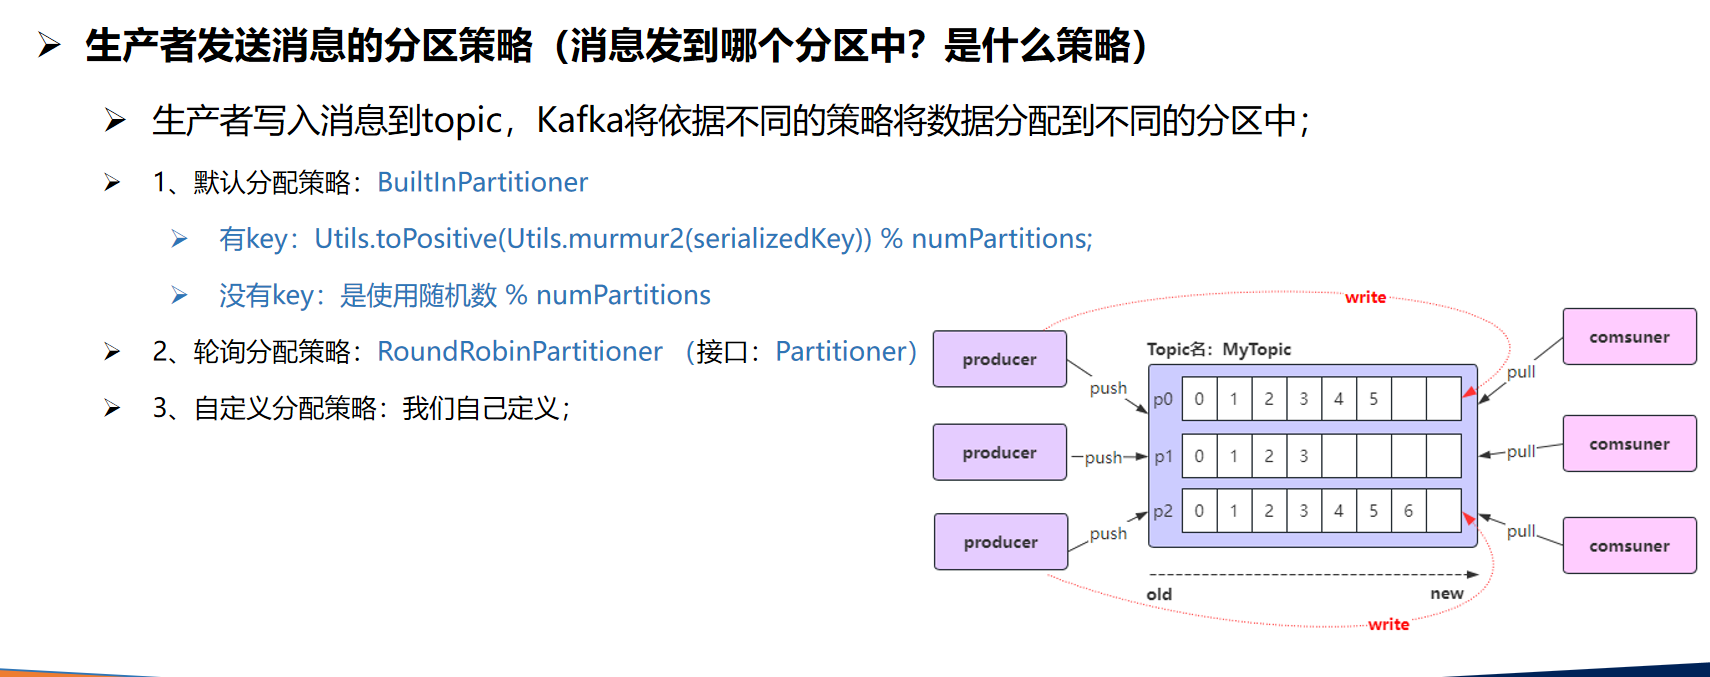 生产者发送消息的分区策略（消息发到哪个分区中？是什么策略）
生产者写入消息到topic，Kafka将依据不同的策略将数据分配到不同的分区中；
1、默认分配策略：BuiltInPartitioner
有key：Utils.toPositive(Utils.murmur2(serializedKey)) % numPartitions;
没有key：是使用随机数 % numPartitions
2、轮询分配策略：RoundRobinPartitioner （接口：Partitioner）
3、自定义分配策略：我们自己定义；
write
producer
producer
producer
push
push
push
Topic名：MyTopic
p0 0 1 2 3 4 5
p1 0 1 2 3
p2 0 1 2 3 4 5 6
old
new
write
pull
pull
pull
comsuner
comsuner
comsuner